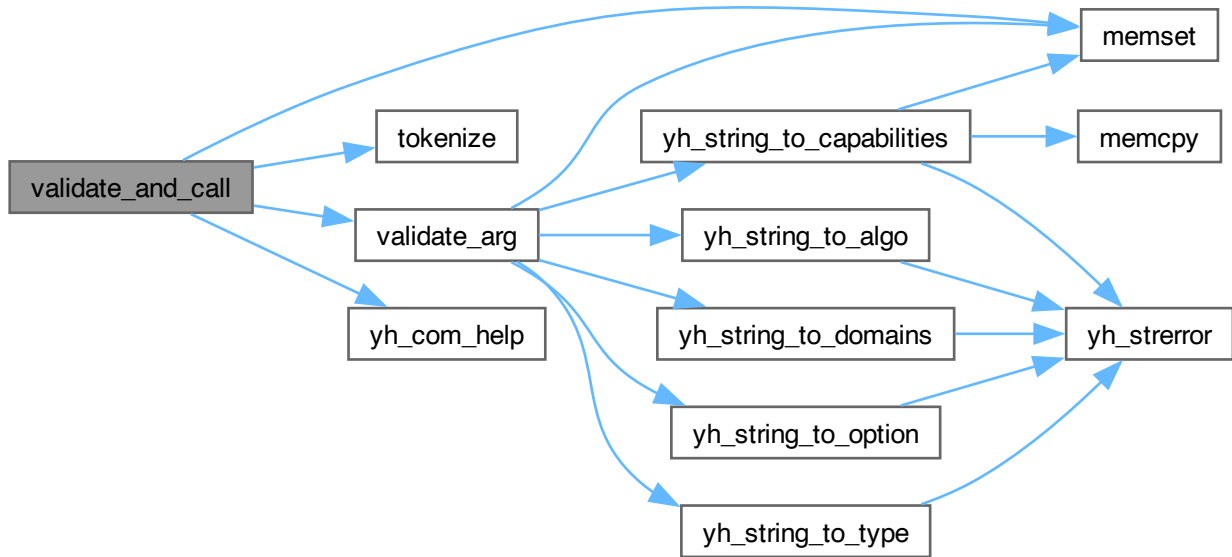 memset
tokenize
yh_string_to_capabilities
memcpy
validate_and_call
validate_arg
yh_string_to_algo
yh_com_help
yh_string_to_domains
yh_strerror
yh_string_to_option
yh_string_to_type